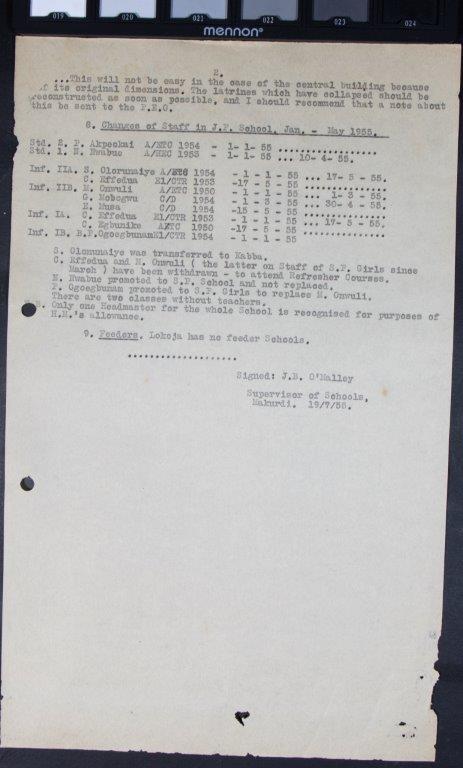 019 020 021 022 023 024
mennon
2.
...This will not be easy in the case of the central building because
of its original dimensions. The latrines which have collapsed should be
reconstructed as soon as possible, and I should recommend that a note about
this be sent to the P.E.O.
8. Changes of Staff in J.P. School, Jan. - May 1955.
Std. 2. P. Akpeokai A/ETC 1954 - 1- 1- 55 ..................
Std. 1. N. Nwabue A/HEC 1953 - 1- 1- 55 ... 10- 4- 55.
Inf. IIA. S. Olorunaiye 1954 - 1 - 1 - 55 ... 17- 5 - 55.
C. Effedua El/CTR 1953 -17 - 5 - 55 ...............
Inf. IIB. M. Onwuli A/ETC 1950 - 1 - 1 - 55 ... 1- 3 - 55.
G. Mobogwu C/D 1954 - 1 - 3 - 55 ... 30- 4 - 55.
E. Musa C/D 1954 -15 - 5 - 55 ...............
Inf. IA. C. Effedua El/CTR 1953 - 1 - 1 - 55 ... 17- 5 - 55.
C. Egbunike 1950 -17 - 5 - 55 ...............
Inf. IB. B.F.Ogoegbunam El/CTR 1954 - 1 - 1 - 55
S. Olorunaiye was transferred to Kabba.
C. Effedua and M. Onwuli ( the latter on Staff of S.P. Girls since
March ) have been withdrawn - to attend Refresher Courses.
N. Nwabue promoted to S.P. School and not replaced.
F. Ogoegbunam promoted to S.P. Girls to replace M. Onwuli.
There are two classes without teachers.
Only one Headmaster for the whole School is recognised for purposes of
H.M.'s allowance.
9. Feeders. Lokoja has no feeder Schools.
....................
Signed: J.B. O'Malley
Supervisor of Schools,
Makurdi. 19/7/55.